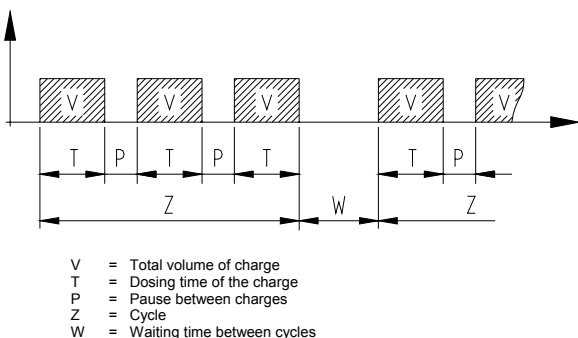 V V V V V
T P T P T T P
Z W Z
V = Total volume of charge
T = Dosing time of the charge
P = Pause between charges
Z = Cycle
W = Waiting time between cycles